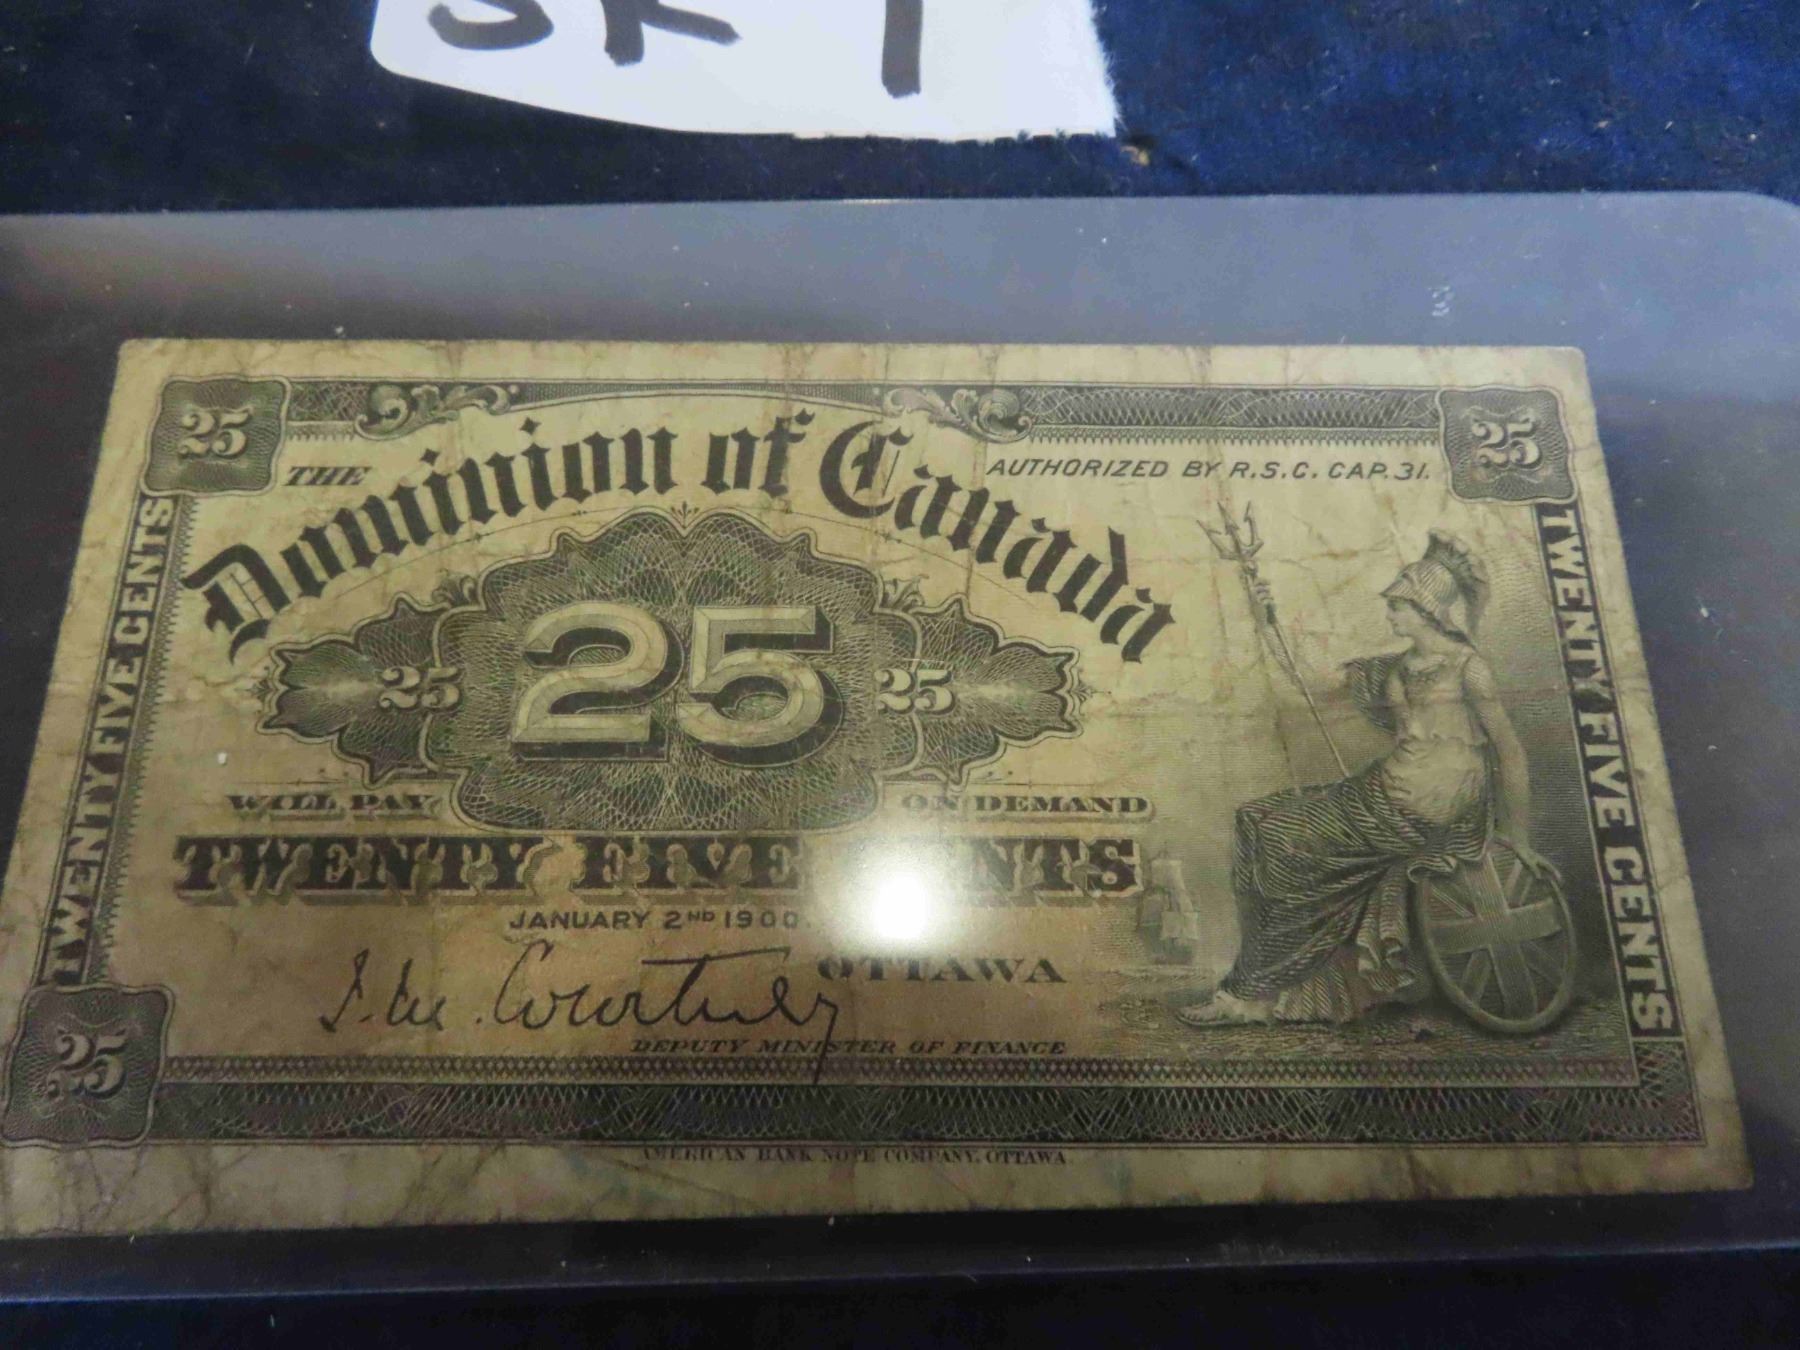 25
25
THE
Dominion of Canada
AUTHORIZED BY R.S.C. CAP. 31.
TWENTY FIVE CENTS
TWENTY FIVE CENTS
25
25
25
WILL PAY
ON DEMAND
TWENTY FIVE NTS
JANUARY 2ND 1900.
OTTAWA
Courtney
DEPUTY MINISTER OF FINANCE
25
AMERICAN BANK NOTE COMPANY, OTTAWA